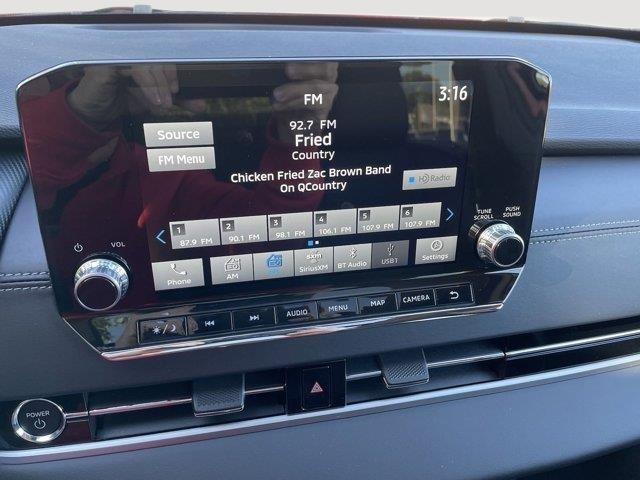 FM
3:16
92.7 FM
Source
Fried
FM Menu
Country
Chicken Fried Zac Brown Band
On QCountry
HD Radio
1 2 3 4 5 6
87.9 FM 90.1 FM 98.1 FM 106.1 FM 107.9 FM 107.9 FM
TUNE SCROLL
PUSH SOUND
VOL
Phone AM SiriusXM BT Audio USB1 Settings
sxm
AUDIO MENU MAP CAMERA
POWER